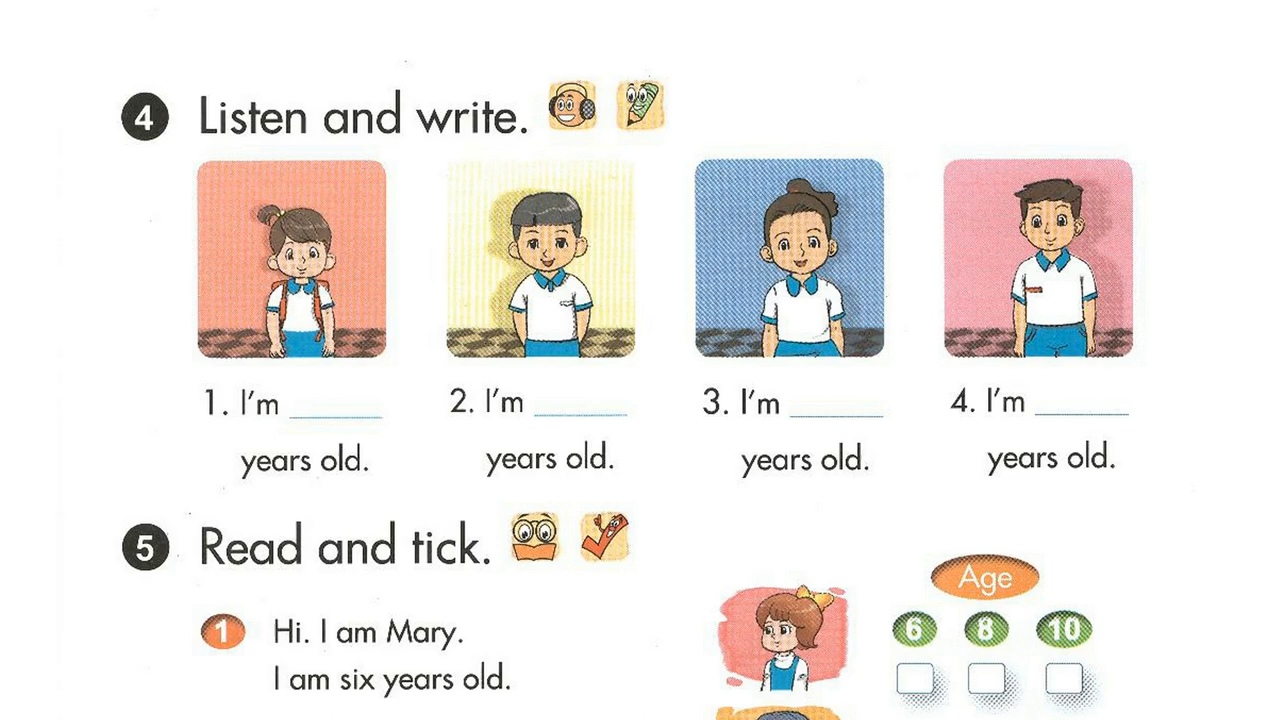 4 Listen and write.
1. I'm ______ 2. I'm ______ 3. I'm ______ 4. I'm ______
years old. years old. years old. years old.
5 Read and tick.
Age
1 Hi. I am Mary. 6 8 10
I am six years old.